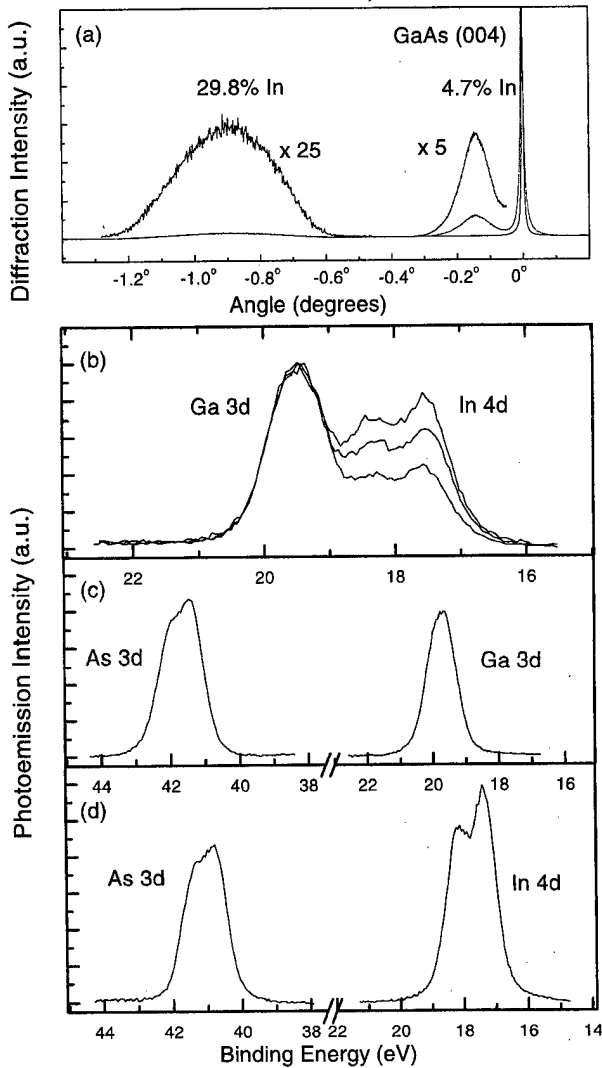 (a)
GaAs (004)
29.8% In
4.7% In
x 25
x 5
Diffraction Intensity (a.u.)
-1.2° -1.0° -0.8° -0.6° -0.4° -0.2° 0°
Angle (degrees)
(b)
Ga 3d
In 4d
22 20 18 16
Photoemission Intensity (a.u.)
(c)
As 3d
Ga 3d
44 42 40 38 22 20 18 16 14
(d)
As 3d
In 4d
44 42 40 38 22 20 18 16 14
Binding Energy (eV)